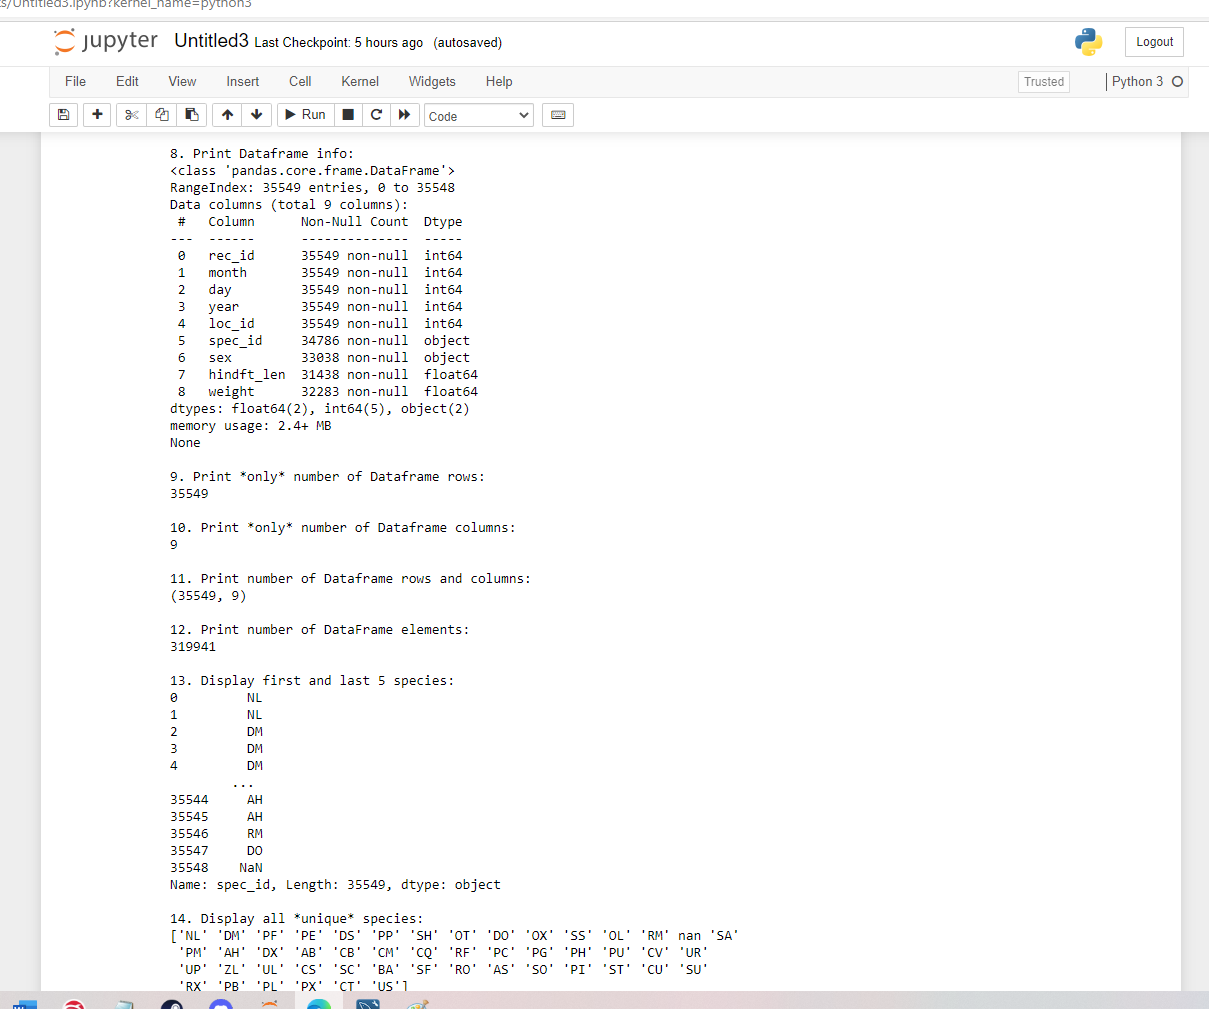 s/Untitled3.ipynb?kernel_name=python3
jupyter Untitled3 Last Checkpoint: 5 hours ago (autosaved)
Logout
File Edit View Insert Cell Kernel Widgets Help
Trusted
Python 3
Run
Code
8. Print Dataframe info:
<class 'pandas.core.frame.DataFrame'>
RangeIndex: 35549 entries, 0 to 35548
Data columns (total 9 columns):
 #   Column      Non-Null Count  Dtype
---  ------      --------------  -----
 0   rec_id      35549 non-null  int64
 1   month       35549 non-null  int64
 2   day         35549 non-null  int64
 3   year        35549 non-null  int64
 4   loc_id      35549 non-null  int64
 5   spec_id     34786 non-null  object
 6   sex         33038 non-null  object
 7   hindft_len  31438 non-null  float64
 8   weight      32283 non-null  float64
dtypes: float64(2), int64(5), object(2)
memory usage: 2.4+ MB
None
9. Print *only* number of Dataframe rows:
35549
10. Print *only* number of Dataframe columns:
9
11. Print number of Dataframe rows and columns:
(35549, 9)
12. Print number of DataFrame elements:
319941
13. Display first and last 5 species:
0         NL
1         NL
2         DM
3         DM
4         DM
        ...
35544     AH
35545     AH
35546     RM
35547     DO
35548    NaN
Name: spec_id, Length: 35549, dtype: object
14. Display all *unique* species:
['NL' 'DM' 'PF' 'PE' 'DS' 'PP' 'SH' 'OT' 'DO' 'OX' 'SS' 'OL' 'RM' nan 'SA'
 'PM' 'AH' 'DX' 'AB' 'CB' 'CM' 'CQ' 'RF' 'PC' 'PG' 'PH' 'PU' 'CV' 'UR'
 'UP' 'ZL' 'UL' 'CS' 'SC' 'BA' 'SF' 'RO' 'AS' 'SO' 'PI' 'ST' 'CU' 'SU'
 'RX' 'PB' 'PL' 'PX' 'CT' 'US']